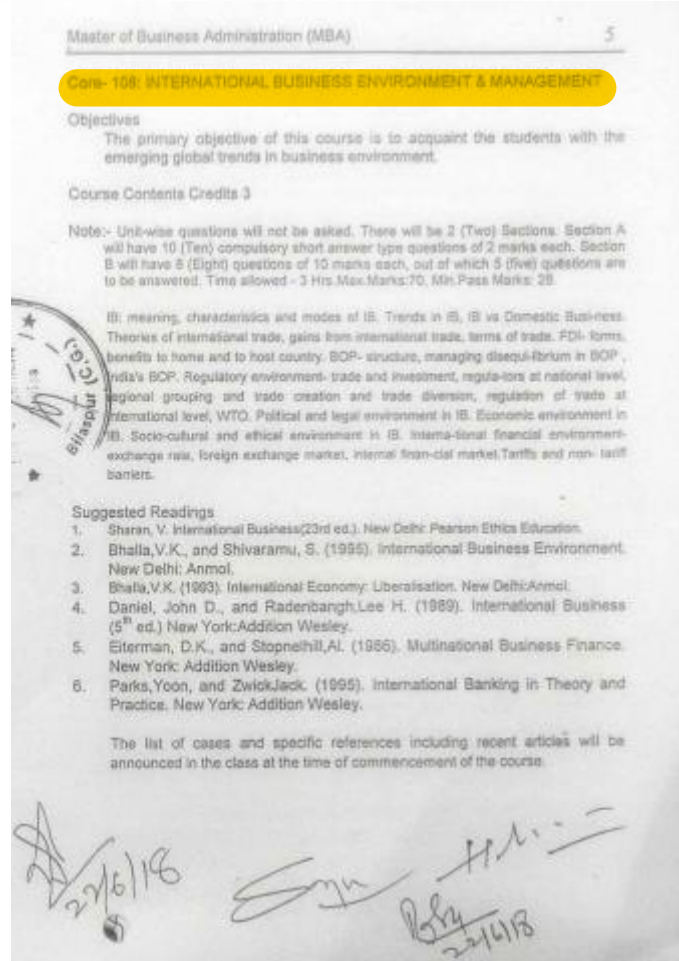 Master of Business Administration (MBA) 5
Core- 108: INTERNATIONAL BUSINESS ENVIRONMENT & MANAGEMENT
Objectives
The primary objective of this course is to acquaint the students with the
emerging global trends in business environment.
Course Contents Credits 3
Note:- Unit-wise questions will not be asked. There will be 2 (Two) Sections. Section A
will have 10 (Ten) compulsory short answer type questions of 2 marks each. Section
B will have 8 (Eight) questions of 10 marks each, out of which 5 (five) questions are
to be answered. Time allowed - 3 Hrs.Max.Marks:70. Min.Pass Marks: 28.
IB: meaning, characteristics and modes of IB. Trends in IB, IB vs Domestic Busi-ness.
Theories of international trade, gains from international trade, terms of trade. FDI- forms,
benefits to home and to host country. BOP- structure, managing disequi-librium in BOP ,
India's BOP. Regulatory environment- trade and investment, regula-tors at national level,
regional grouping and trade creation and trade diversion, regulation of trade at
international level, WTO. Political and legal environment in IB. Economic environment in
IB. Socio-cultural and ethical environment in IB. Interna-tional financial environment-
exchange rate, foreign exchange market, internal finan-cial market.Tariffs and non- tariff
barriers.
Bilaspur (C.G.)
Suggested Readings
1. Sharan, V. International Business(23rd ed.). New Delhi: Pearson Ethics Education.
2. Bhalla,V.K., and Shivaramu, S. (1995). International Business Environment.
New Delhi: Anmol.
3. Bhalla,V.K. (1993). International Economy: Liberalisation. New Delhi:Anmol.
4. Daniel, John D., and Radenbangh,Lee H. (1989). International Business
(5th ed.) New York:Addition Wesley.
5. Eiterman, D.K., and Stopnelhill,Al. (1986). Multinational Business Finance.
New York: Addition Wesley.
6. Parks,Yoon, and ZwickJack. (1995). International Banking in Theory and
Practice. New York: Addition Wesley.
The list of cases and specific references including recent articles will be
announced in the class at the time of commencement of the course.
22/6/18
22/6/18